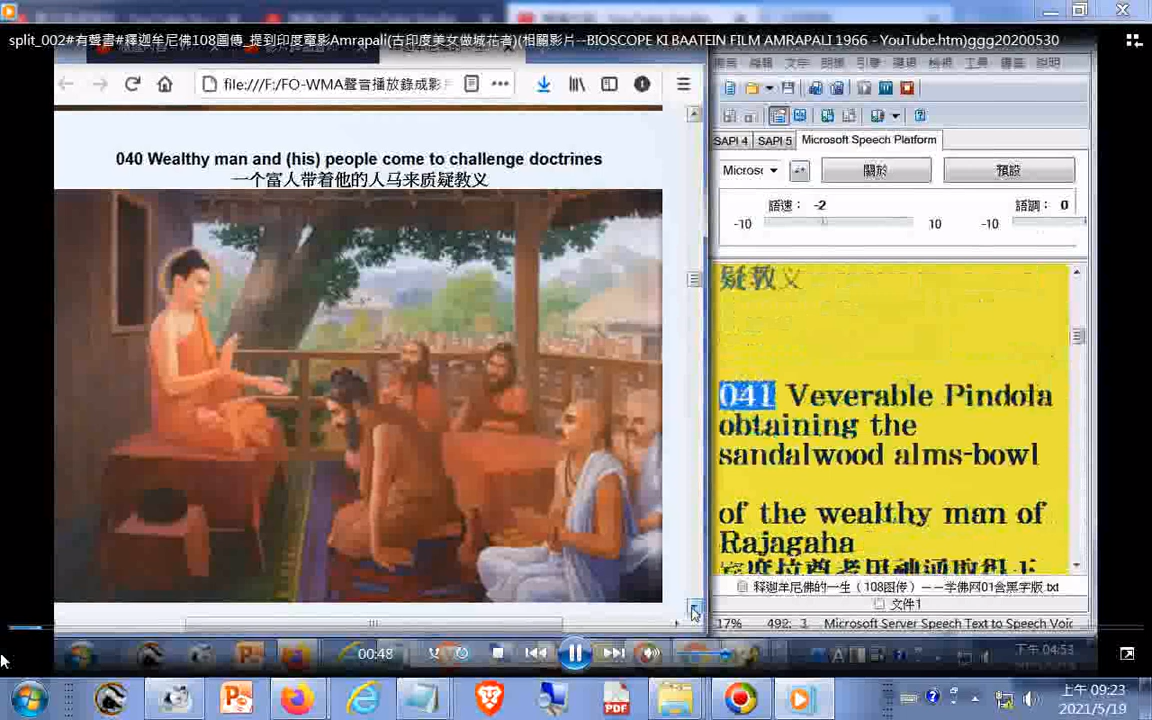 split_002#有聲書#釋迦牟尼佛108圖傳_提到印度電影Amrapali(古印度美女做城花者)(相關影片--BIOSCOPE KI BAATEIN FILM AMRAPALI 1966 - YouTube.htm)ggg20200530
file:///F:/FO-WMA聲音播放錄成影
SAPI 4
SAPI 5
Microsoft Speech Platform
040 Wealthy man and (his) people come to challenge doctrines
一个富人带着他的人马来质疑教义
關於
預設
語速： -2
語調： 0
-10
10
-10
疑教义
041 Veverable Pindola
obtaining the
sandalwood alms-bowl
of the wealthy man of
Rajagaha
释迦牟尼佛的一生（108图传）——学佛网01含黑字版.txt
文件1
17%
492: 1
Microsoft Server Speech Text to Speech Voic
00:48
下午 04:53
上午 09:23
2021/5/19